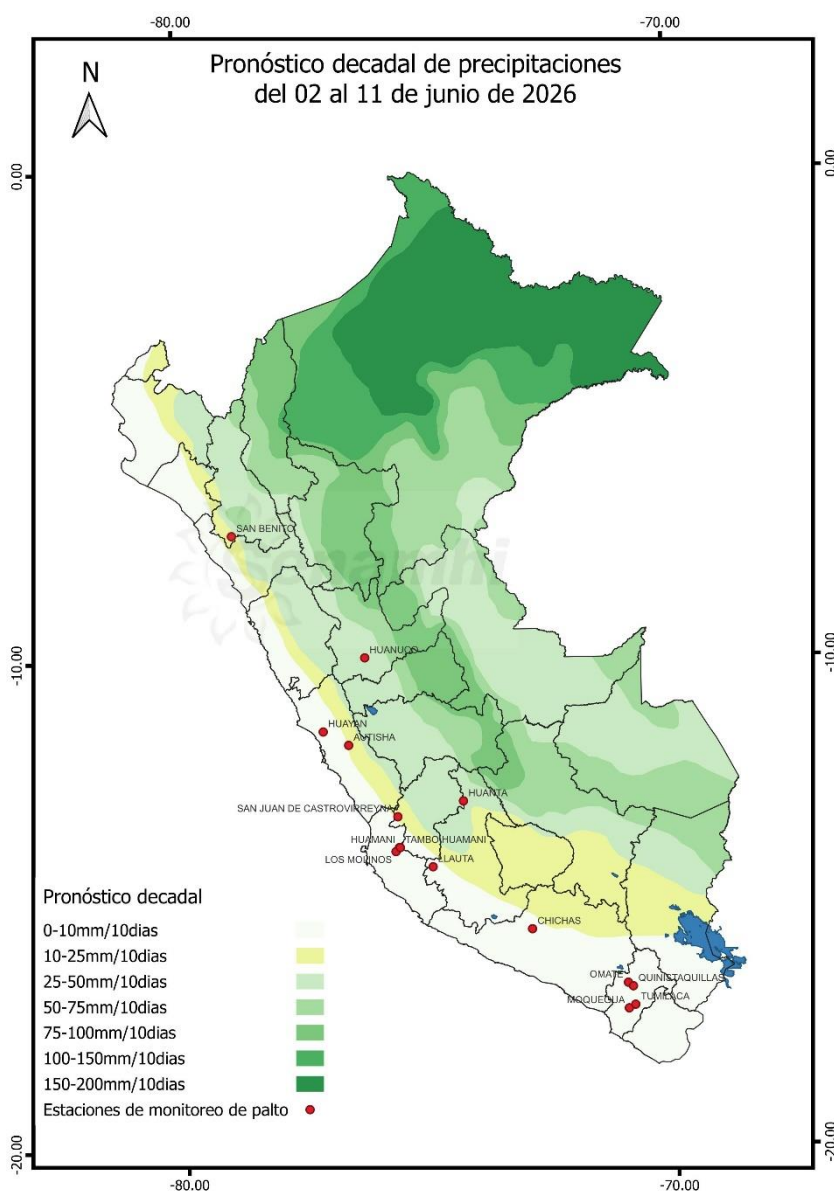 -80.00
-70.00
Pronóstico decadal de precipitaciones
del 02 al 11 de junio de 2026
N
0.00
0.00
SAN BENITO
Senamhi
HUANUCO
-10.00
-10.00
HUAYAN
AUTISHA
HUANTA
SAN JUAN DE CASTROVIRREYNA
HUAMANI
TAMBO HUAMANI
LOS MOLINOS
LLAUTA
Pronóstico decadal
0-10mm/10dias
CHICHAS
10-25mm/10dias
25-50mm/10dias
OMATE
QUINISTAQUILLAS
50-75mm/10dias
MOQUEGUA
TUMILACA
75-100mm/10dias
100-150mm/10dias
150-200mm/10dias
Estaciones de monitoreo de palto
-20.00
-20.00
-80.00
-70.00